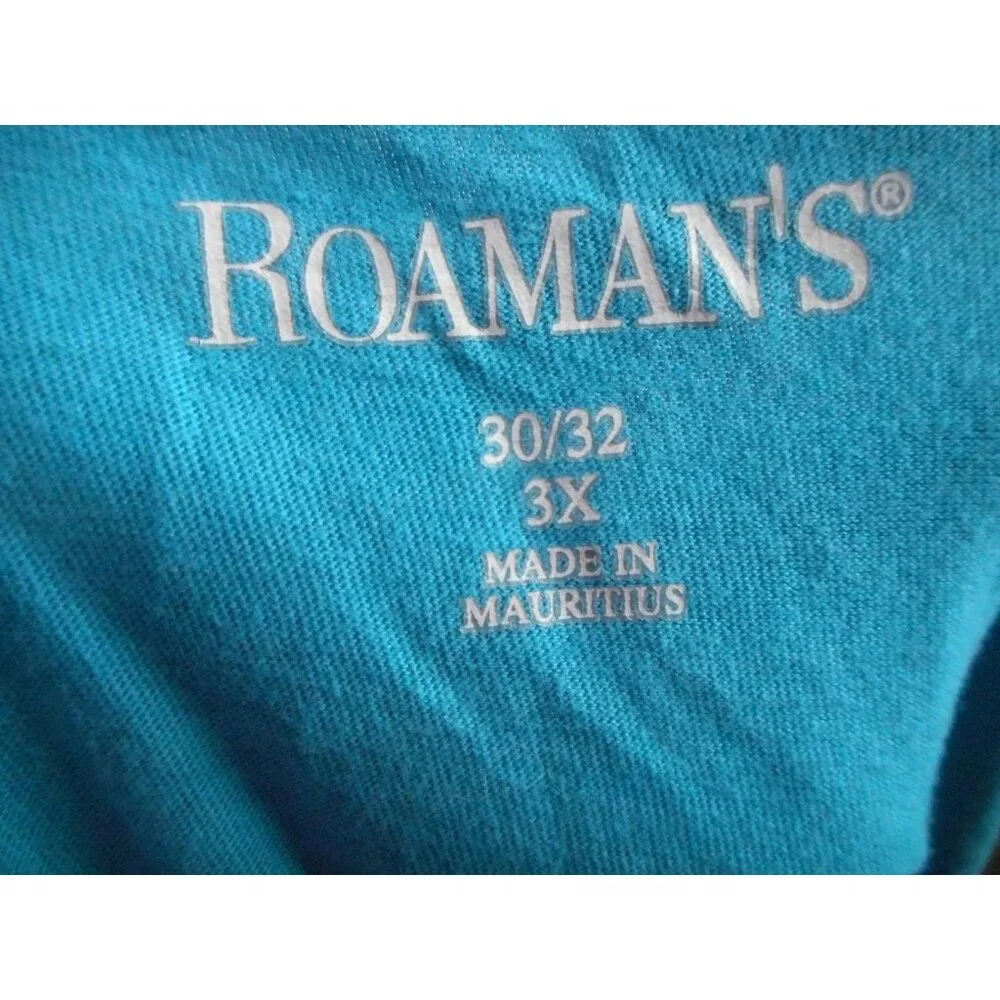 ROAMAN'S®
30/32
3X
MADE IN
MAURITIUS